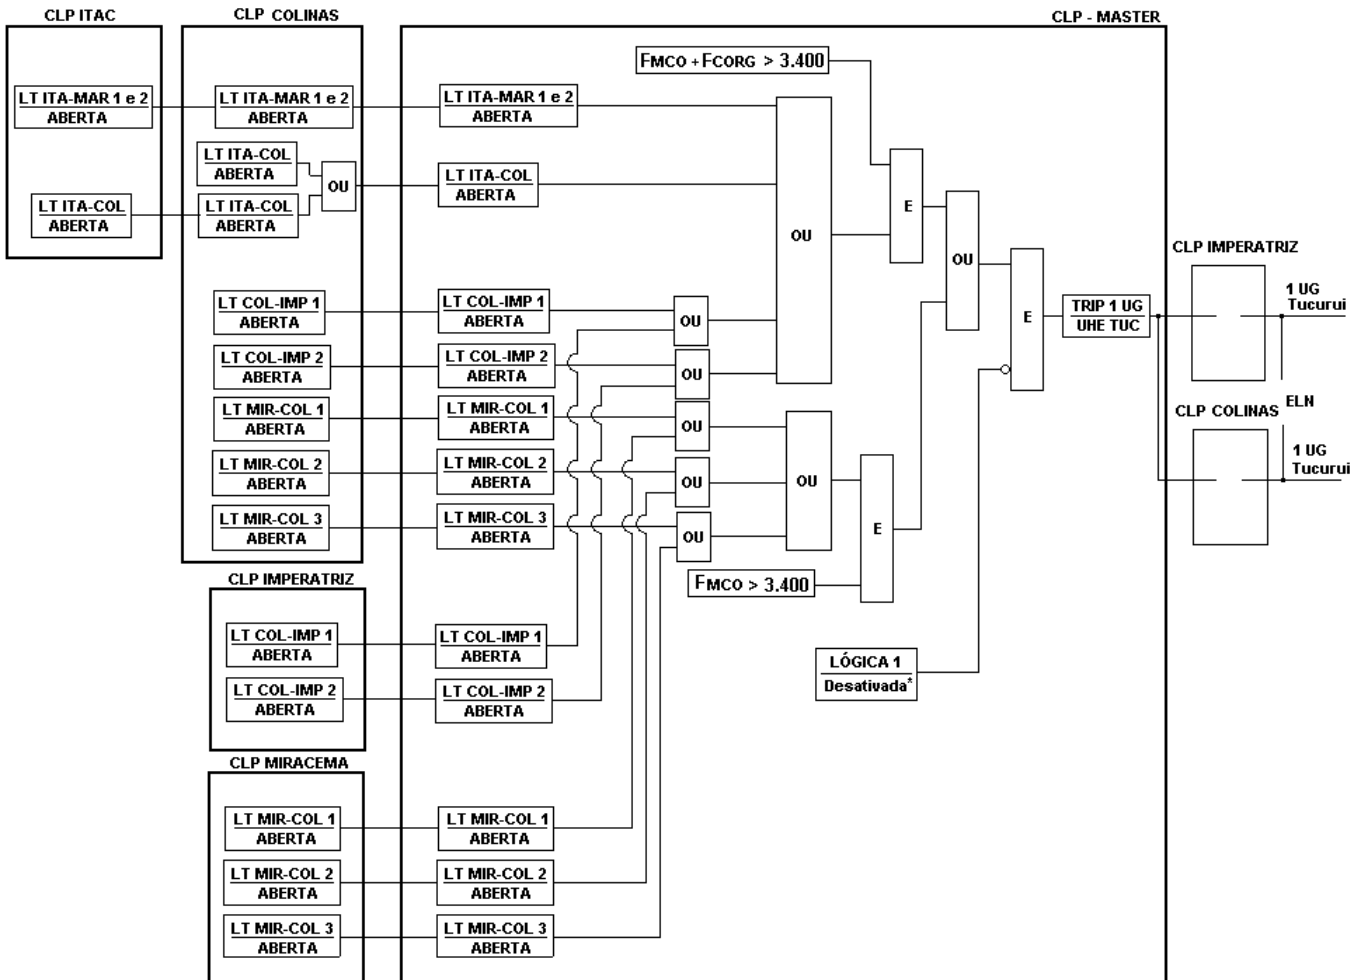 CLP ITAC
CLP COLINAS
CLP - MASTER
FMCO + FCORG > 3.400
LT ITA-MAR 1 e 2
ABERTA
LT ITA-MAR 1 e 2
ABERTA
LT ITA-MAR 1 e 2
ABERTA
LT ITA-COL
ABERTA
OU
LT ITA-COL
ABERTA
LT ITA-COL
ABERTA
LT ITA-COL
ABERTA
OU
E
OU
E
LT COL-IMP 1
ABERTA
LT COL-IMP 1
ABERTA
OU
LT COL-IMP 2
ABERTA
LT COL-IMP 2
ABERTA
OU
LT MIR-COL 1
ABERTA
LT MIR-COL 1
ABERTA
OU
LT MIR-COL 2
ABERTA
LT MIR-COL 2
ABERTA
OU
LT MIR-COL 3
ABERTA
LT MIR-COL 3
ABERTA
OU
OU
E
FMCO > 3.400
TRIP 1 UG
UHE TUC
CLP IMPERATRIZ
1 UG
Tucurui
ELN
CLP COLINAS
1 UG
Tucurui
CLP IMPERATRIZ
LT COL-IMP 1
ABERTA
LT COL-IMP 1
ABERTA
LT COL-IMP 2
ABERTA
LT COL-IMP 2
ABERTA
LÓGICA 1
Desativada*
CLP MIRACEMA
LT MIR-COL 1
ABERTA
LT MIR-COL 1
ABERTA
LT MIR-COL 2
ABERTA
LT MIR-COL 2
ABERTA
LT MIR-COL 3
ABERTA
LT MIR-COL 3
ABERTA